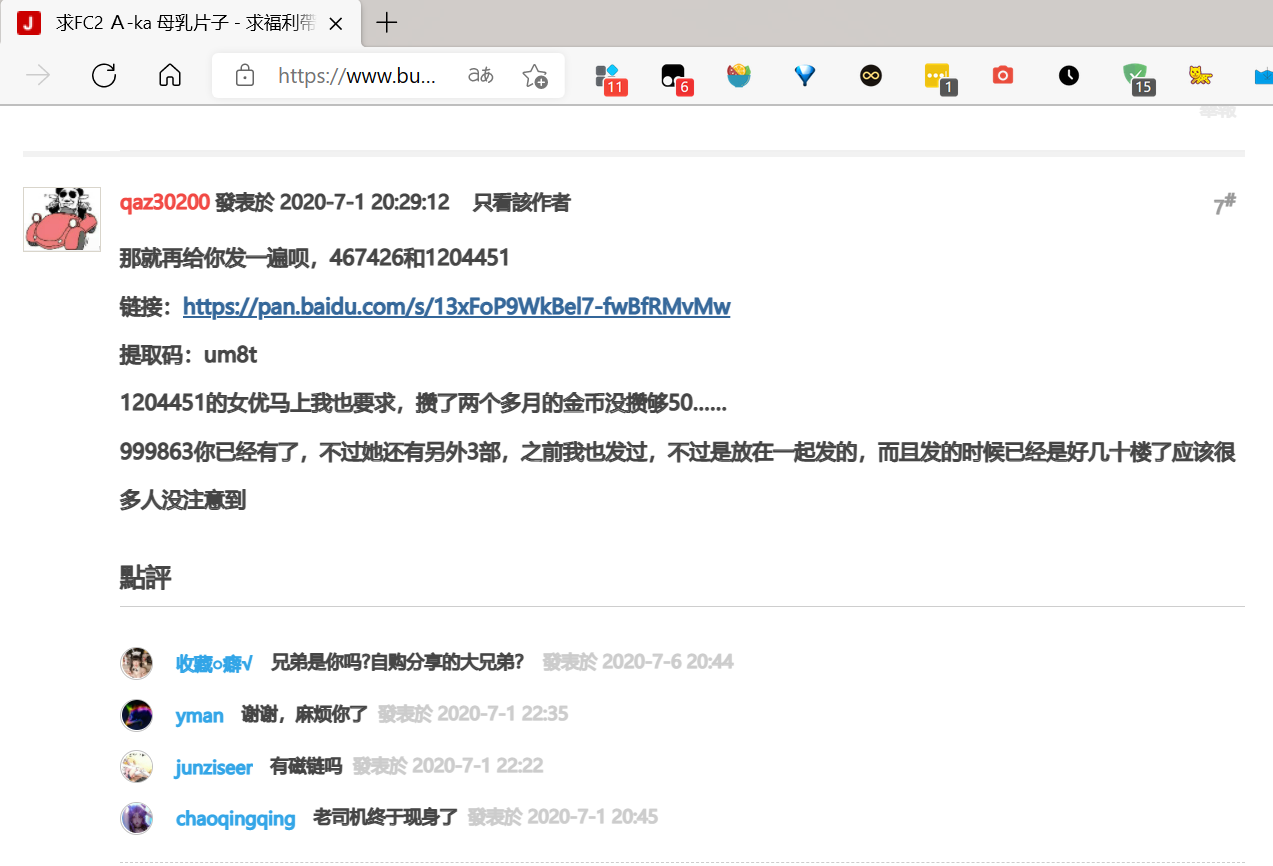 J 求FC2 A-ka 母乳片子 - 求福利帶
https://www.bu... aあ 11 6 1 15
舉報
qaz30200 發表於 2020-7-1 20:29:12 只看該作者 7#
那就再给你发一遍呗，467426和1204451
链接：https://pan.baidu.com/s/13xFoP9WkBel7-fwBfRMvMw
提取码：um8t
1204451的女优马上我也要求，攒了两个多月的金币没攒够50......
999863你已经有了，不过她还有另外3部，之前我也发过，不过是放在一起发的，而且发的时候已经是好几十楼了应该很
多人没注意到
點評
收藏○癖√ 兄弟是你吗?自购分享的大兄弟? 發表於 2020-7-6 20:44
yman 谢谢，麻烦你了 發表於 2020-7-1 22:35
junziseer 有磁链吗 發表於 2020-7-1 22:22
chaoqingqing 老司机终于现身了 發表於 2020-7-1 20:45